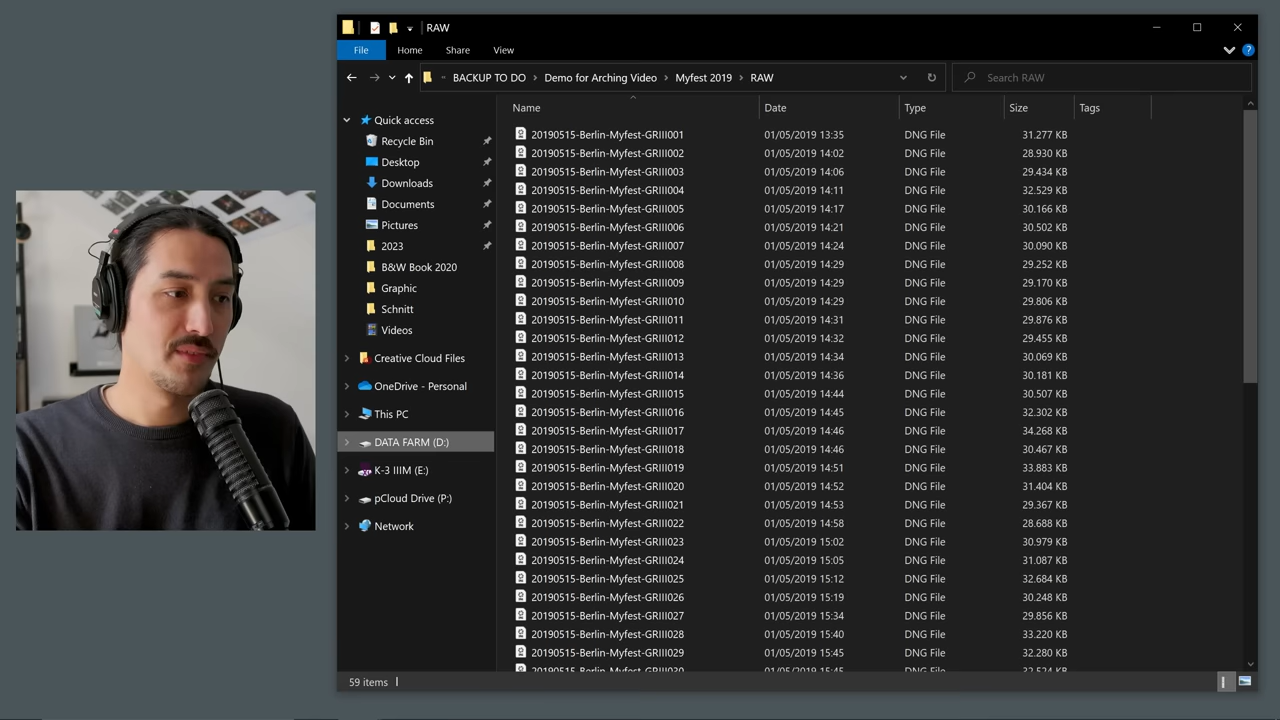 RAW
File Home Share View
« BACKUP TO DO > Demo for Arching Video > Myfest 2019 > RAW
Search RAW
Name Date Type Size Tags
Quick access
Recycle Bin
Desktop
Downloads
Documents
Pictures
2023
B&W Book 2020
Graphic
Schnitt
Videos
Creative Cloud Files
OneDrive - Personal
This PC
DATA FARM (D:)
K-3 IIIM (E:)
pCloud Drive (P:)
Network
20190515-Berlin-Myfest-GRIII001 01/05/2019 13:35 DNG File 31.277 KB
20190515-Berlin-Myfest-GRIII002 01/05/2019 14:02 DNG File 28.930 KB
20190515-Berlin-Myfest-GRIII003 01/05/2019 14:06 DNG File 29.434 KB
20190515-Berlin-Myfest-GRIII004 01/05/2019 14:11 DNG File 32.529 KB
20190515-Berlin-Myfest-GRIII005 01/05/2019 14:17 DNG File 30.166 KB
20190515-Berlin-Myfest-GRIII006 01/05/2019 14:21 DNG File 30.502 KB
20190515-Berlin-Myfest-GRIII007 01/05/2019 14:24 DNG File 30.090 KB
20190515-Berlin-Myfest-GRIII008 01/05/2019 14:29 DNG File 29.252 KB
20190515-Berlin-Myfest-GRIII009 01/05/2019 14:29 DNG File 29.170 KB
20190515-Berlin-Myfest-GRIII010 01/05/2019 14:29 DNG File 29.806 KB
20190515-Berlin-Myfest-GRIII011 01/05/2019 14:31 DNG File 29.876 KB
20190515-Berlin-Myfest-GRIII012 01/05/2019 14:32 DNG File 29.455 KB
20190515-Berlin-Myfest-GRIII013 01/05/2019 14:34 DNG File 30.069 KB
20190515-Berlin-Myfest-GRIII014 01/05/2019 14:36 DNG File 30.181 KB
20190515-Berlin-Myfest-GRIII015 01/05/2019 14:44 DNG File 30.507 KB
20190515-Berlin-Myfest-GRIII016 01/05/2019 14:45 DNG File 32.302 KB
20190515-Berlin-Myfest-GRIII017 01/05/2019 14:46 DNG File 34.268 KB
20190515-Berlin-Myfest-GRIII018 01/05/2019 14:46 DNG File 30.467 KB
20190515-Berlin-Myfest-GRIII019 01/05/2019 14:51 DNG File 33.883 KB
20190515-Berlin-Myfest-GRIII020 01/05/2019 14:52 DNG File 31.404 KB
20190515-Berlin-Myfest-GRIII021 01/05/2019 14:53 DNG File 29.367 KB
20190515-Berlin-Myfest-GRIII022 01/05/2019 14:58 DNG File 28.688 KB
20190515-Berlin-Myfest-GRIII023 01/05/2019 15:02 DNG File 30.979 KB
20190515-Berlin-Myfest-GRIII024 01/05/2019 15:05 DNG File 31.087 KB
20190515-Berlin-Myfest-GRIII025 01/05/2019 15:12 DNG File 32.684 KB
20190515-Berlin-Myfest-GRIII026 01/05/2019 15:19 DNG File 30.248 KB
20190515-Berlin-Myfest-GRIII027 01/05/2019 15:34 DNG File 29.856 KB
20190515-Berlin-Myfest-GRIII028 01/05/2019 15:40 DNG File 33.220 KB
20190515-Berlin-Myfest-GRIII029 01/05/2019 15:45 DNG File 32.280 KB
20190515-Berlin-Myfest-GRIII030 01/05/2019 15:45 DNG File 32.524 KB
59 items